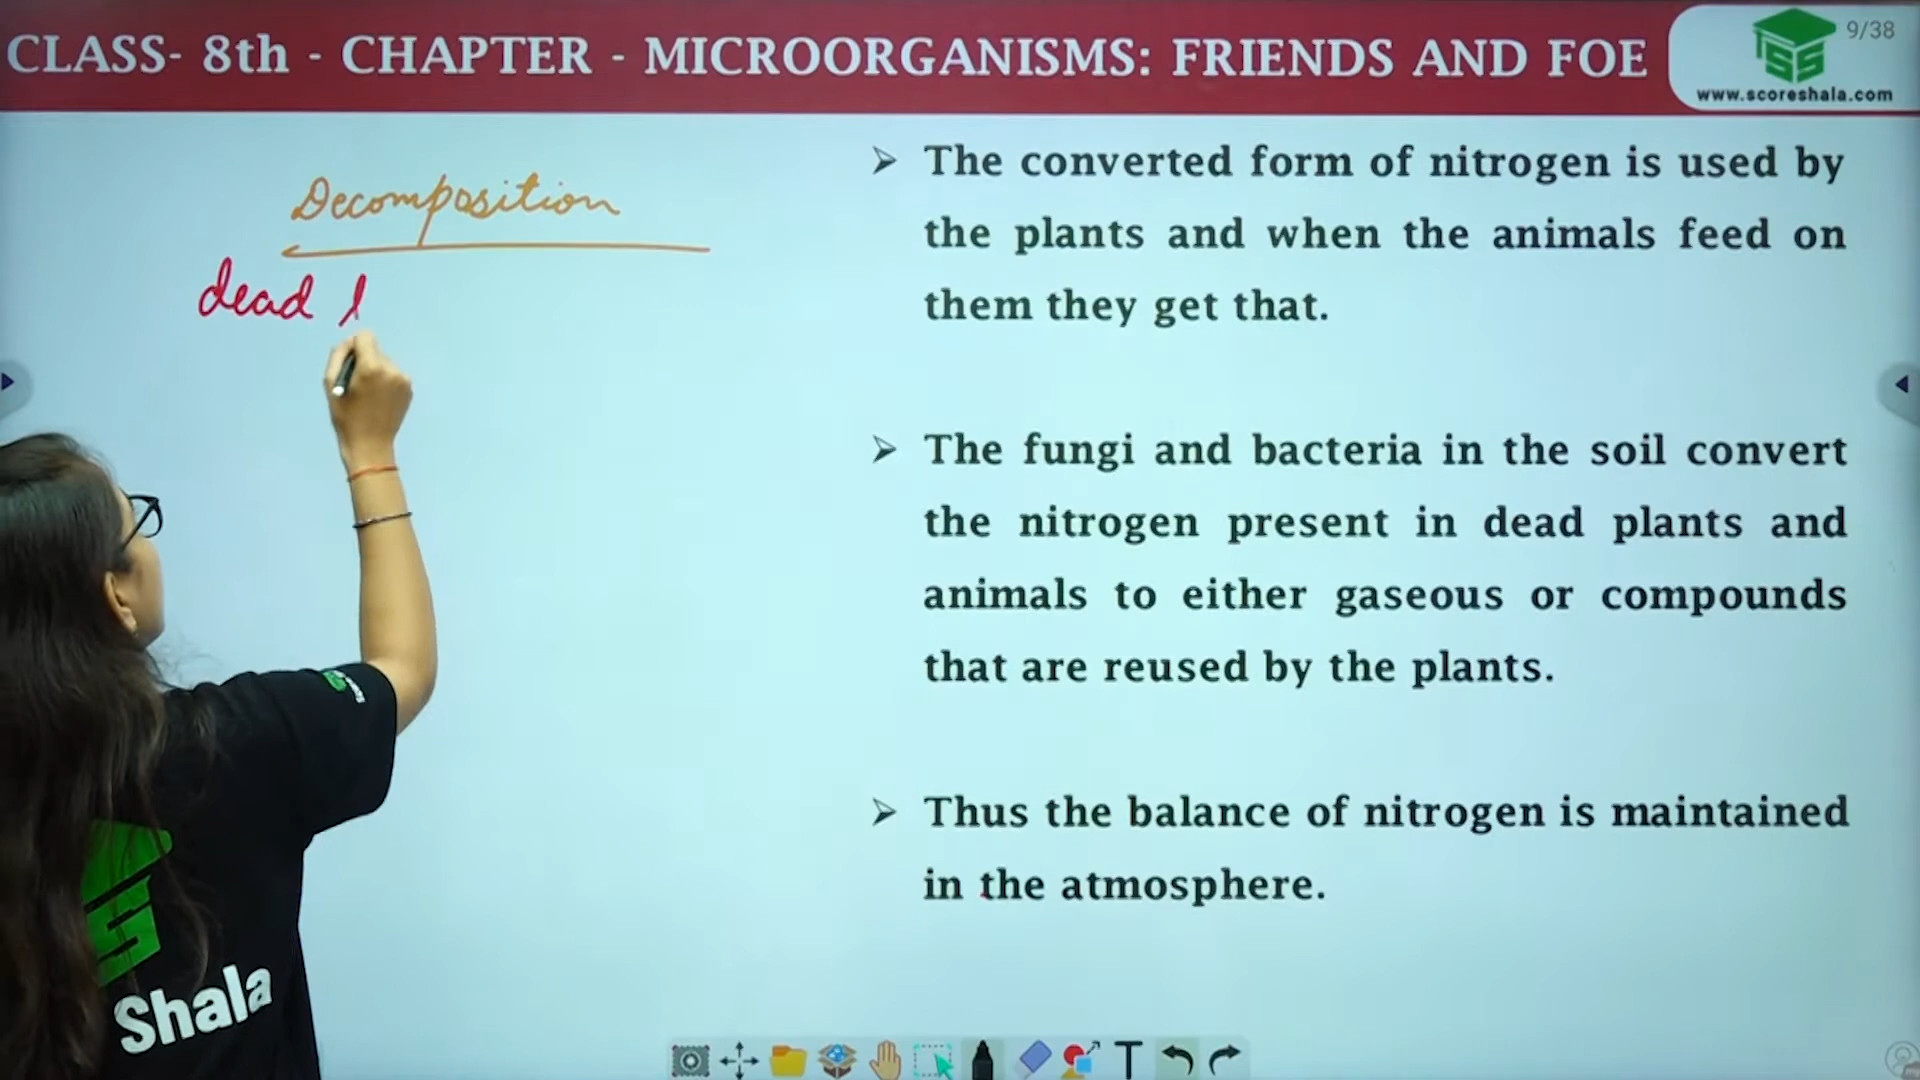 CLASS- 8th - CHAPTER - MICROORGANISMS: FRIENDS AND FOE
9/38
www.scoreshala.com
Decomposition
dead
➢ The converted form of nitrogen is used by
the plants and when the animals feed on
them they get that.
➢ The fungi and bacteria in the soil convert
the nitrogen present in dead plants and
animals to either gaseous or compounds
that are reused by the plants.
➢ Thus the balance of nitrogen is maintained
in the atmosphere.
Shala
T